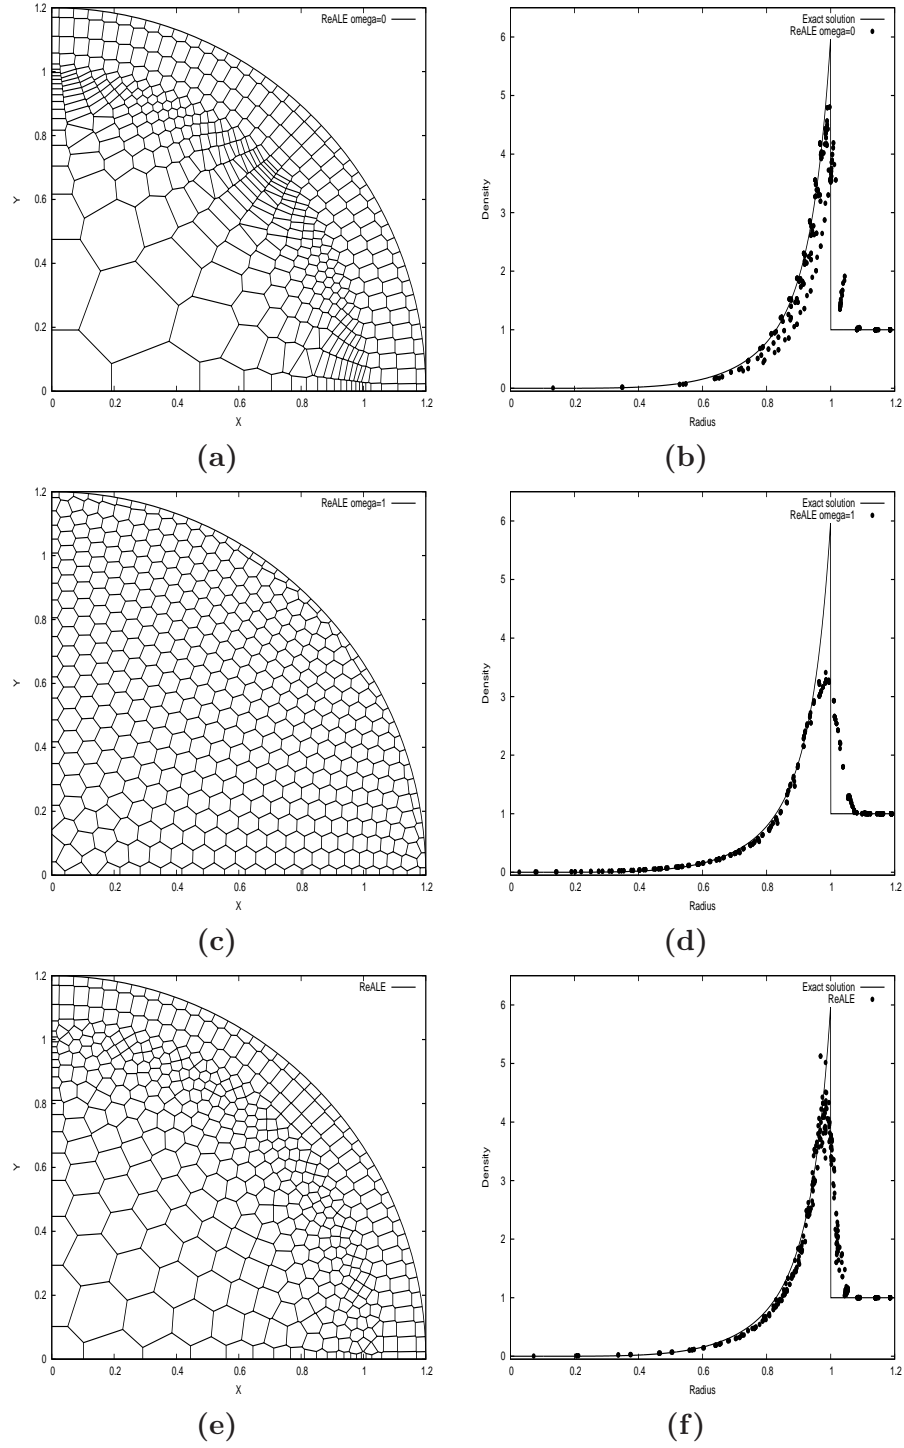 ReALE omega=0
1.2
1
0.8
0.6
0.4
0.2
0
Y
0 0.2 0.4 0.6 0.8 1 1.2
X
(a)
Exact solution
ReALE omega=0
6
5
4
3
2
1
0
Density
0 0.2 0.4 0.6 0.8 1 1.2
Radius
(b)
ReALE omega=1
1.2
1
0.8
0.6
0.4
0.2
0
Y
0 0.2 0.4 0.6 0.8 1 1.2
X
(c)
Exact solution
ReALE omega=1
6
5
4
3
2
1
0
Density
0 0.2 0.4 0.6 0.8 1 1.2
Radius
(d)
ReALE
1.2
1
0.8
0.6
0.4
0.2
0
Y
0 0.2 0.4 0.6 0.8 1 1.2
X
(e)
Exact solution
ReALE
6
5
4
3
2
1
0
Density
0 0.2 0.4 0.6 0.8 1 1.2
Radius
(f)